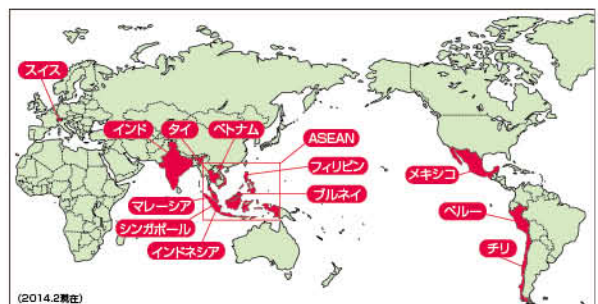 スイス
インド
タイ
ベトナム
ASEAN
フィリピン
ブルネイ
マレーシア
シンガポール
インドネシア
メキシコ
ペルー
チリ
(2014.2現在)